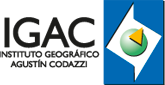 IGAC
INSTITUTO GEOGRÁFICO
AGUSTÍN CODAZZI